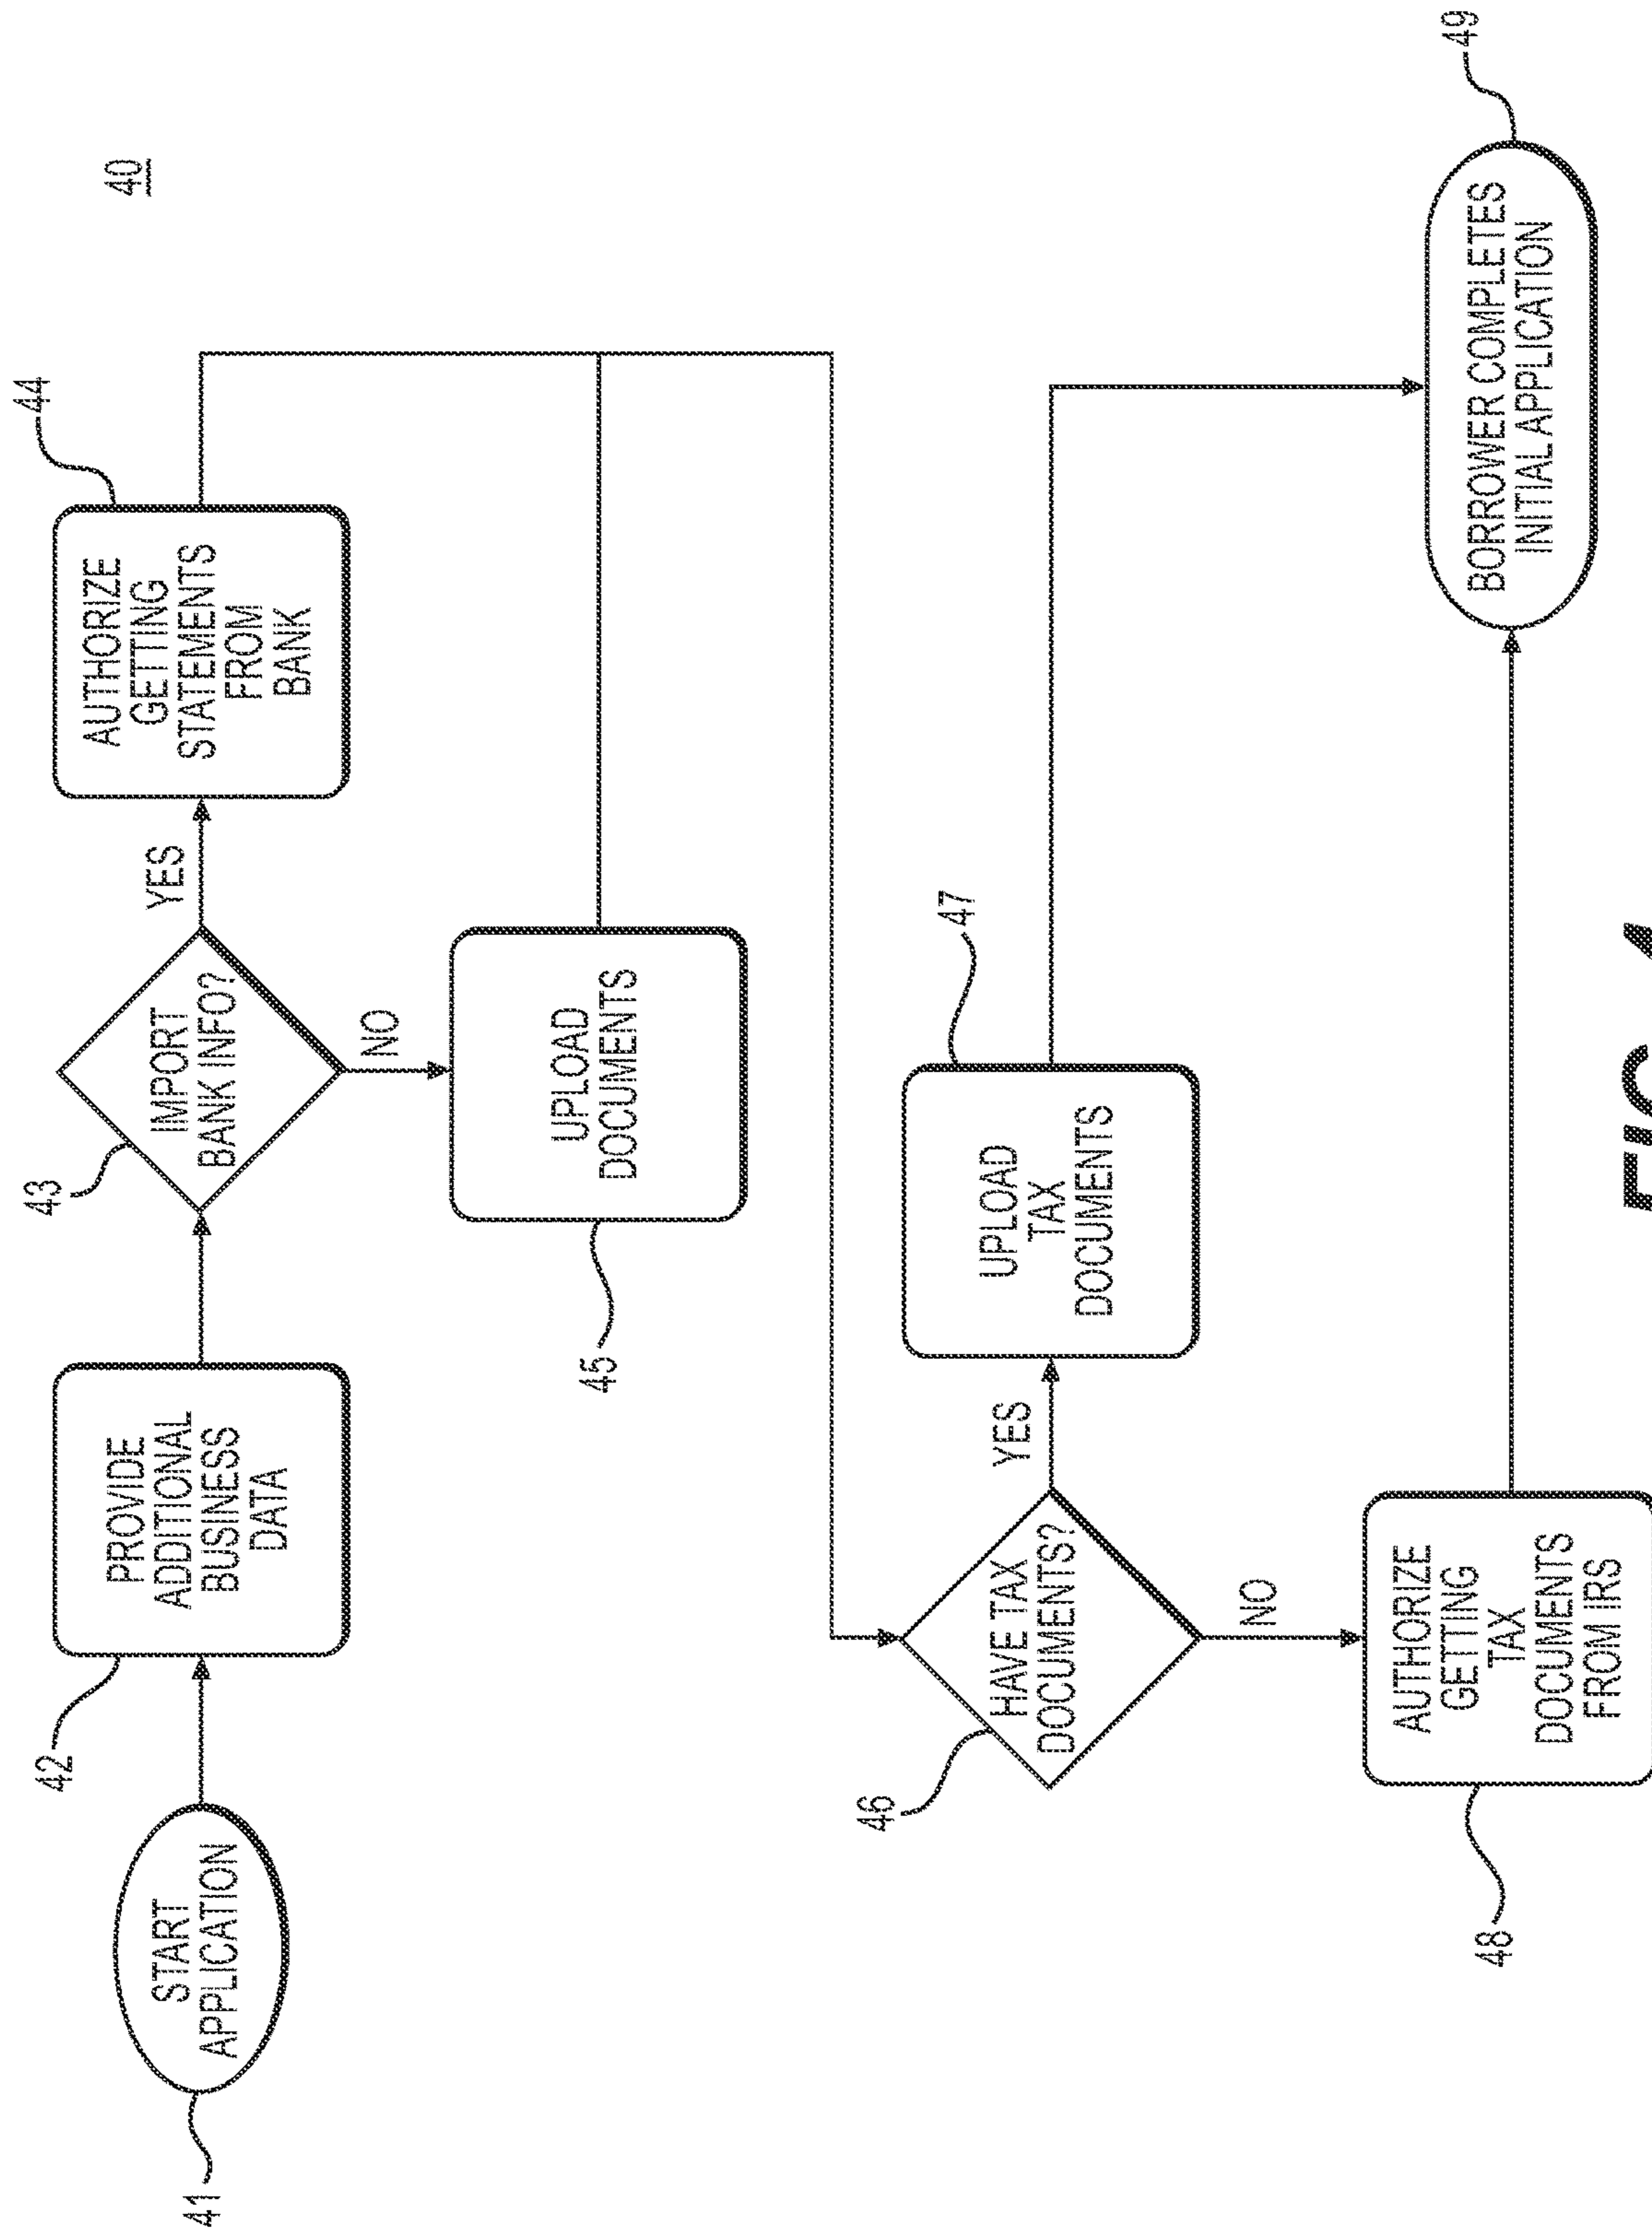 40
41
START
APPLICATION
42
PROVIDE
ADDITIONAL
BUSINESS
DATA
43
IMPORT
BANK INFO?
YES
44
AUTHORIZE
GETTING
STATEMENTS
FROM
BANK
NO
45
UPLOAD
DOCUMENTS
46
HAVE TAX
DOCUMENTS?
YES
47
UPLOAD
TAX
DOCUMENTS
NO
48
AUTHORIZE
GETTING
TAX
DOCUMENTS
FROM IRS
49
BORROWER COMPLETES
INITIAL APPLICATION